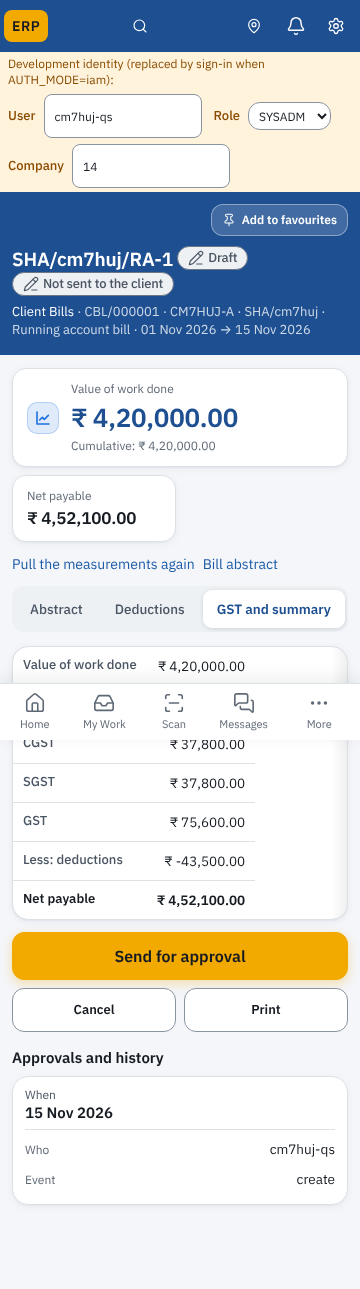 ERP
Development identity (replaced by sign-in when
AUTH_MODE=iam):
User cm7huj-qs Role SYSADM
Company 14
Add to favourites
SHA/cm7huj/RA-1 Draft
Not sent to the client
Client Bills · CBL/000001 · CM7HUJ-A · SHA/cm7huj ·
Running account bill · 01 Nov 2026 → 15 Nov 2026
Value of work done
₹ 4,20,000.00
Cumulative: ₹ 4,20,000.00
Net payable
₹ 4,52,100.00
Pull the measurements again Bill abstract
Abstract Deductions GST and summary
Value of work done ₹ 4,20,000.00
Home My Work Scan Messages More
CGST ₹ 37,800.00
SGST ₹ 37,800.00
GST ₹ 75,600.00
Less: deductions ₹ -43,500.00
Net payable ₹ 4,52,100.00
Send for approval
Cancel Print
Approvals and history
When
15 Nov 2026
Who cm7huj-qs
Event create